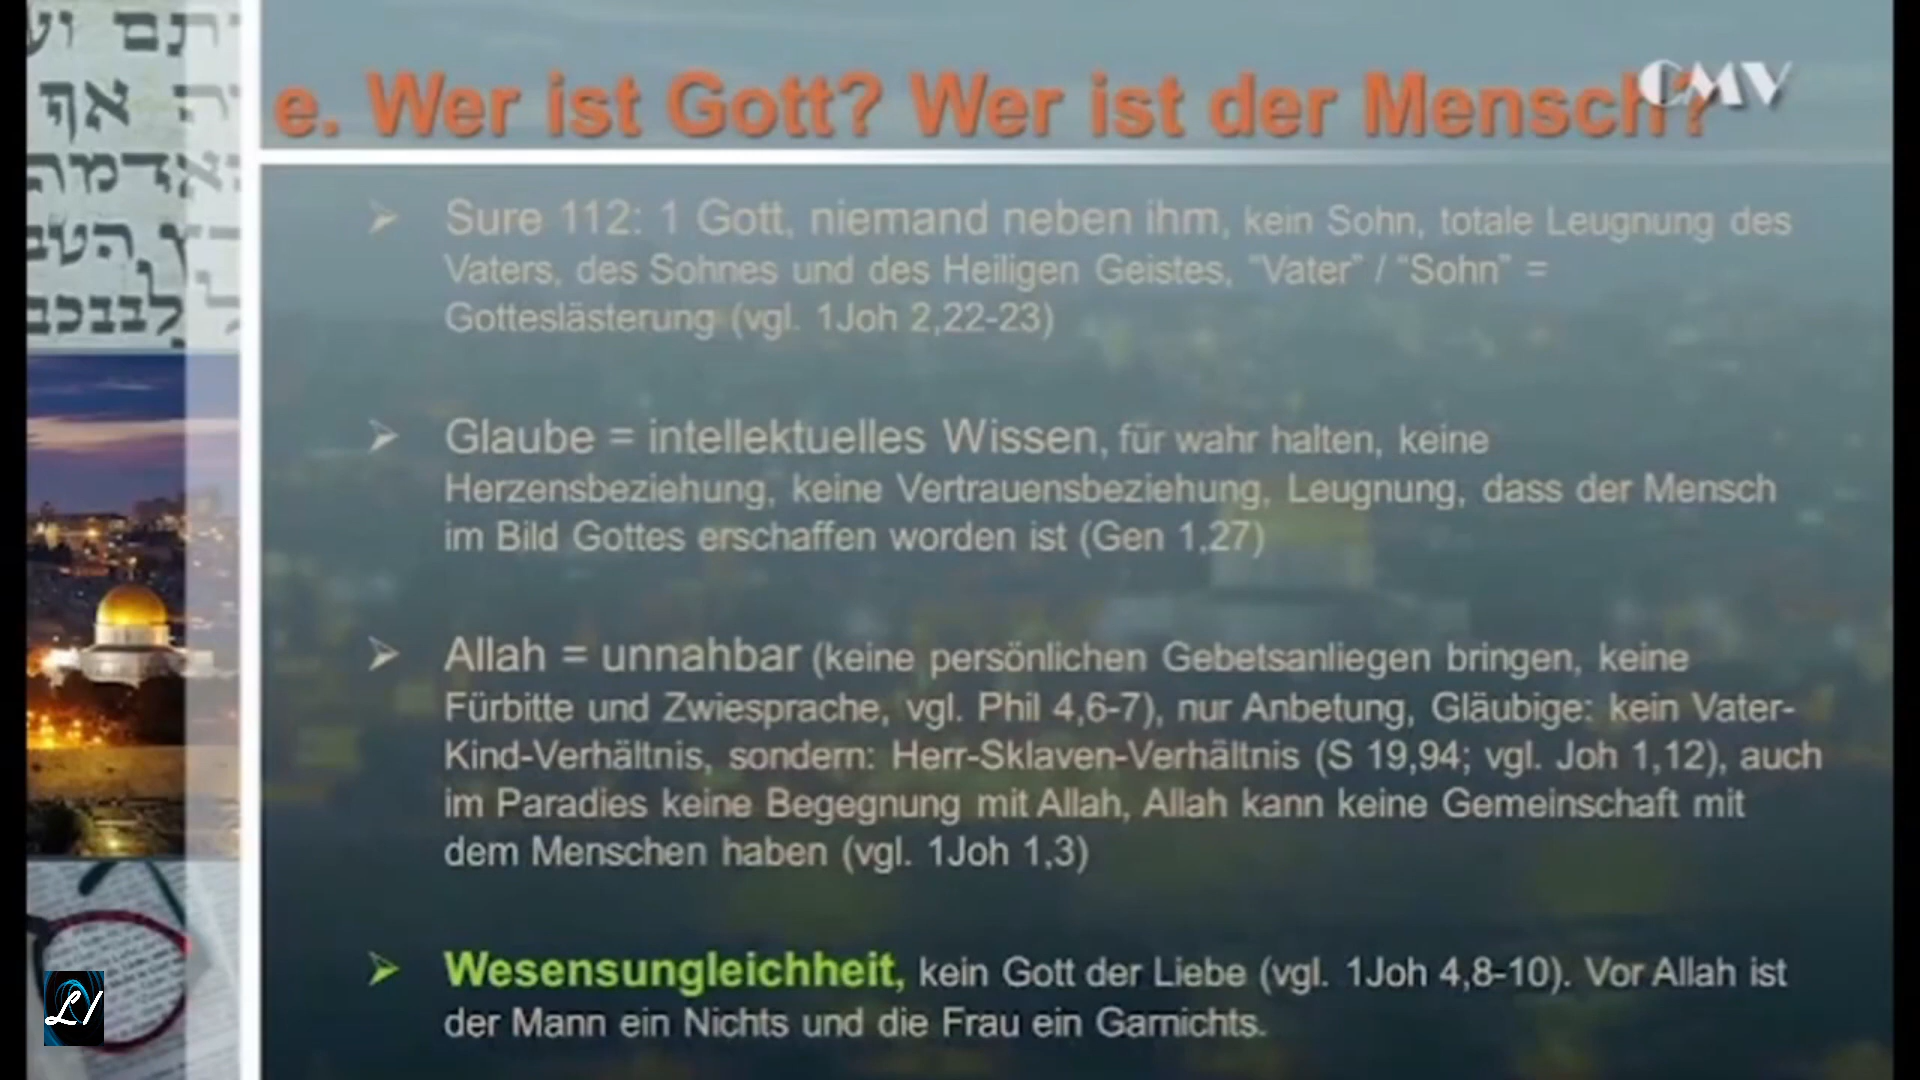 e. Wer ist Gott? Wer ist der Mensch?
CMV
➢ Sure 112: 1 Gott, niemand neben ihm, kein Sohn, totale Leugnung des
Vaters, des Sohnes und des Heiligen Geistes, "Vater" / "Sohn" =
Gotteslästerung (vgl. 1Joh 2,22-23)
➢ Glaube = intellektuelles Wissen, für wahr halten, keine
Herzensbeziehung, keine Vertrauensbeziehung, Leugnung, dass der Mensch
im Bild Gottes erschaffen worden ist (Gen 1,27)
➢ Allah = unnahbar (keine persönlichen Gebetsanliegen bringen, keine
Fürbitte und Zwiesprache, vgl. Phil 4,6-7), nur Anbetung, Gläubige: kein Vater-
Kind-Verhältnis, sondern: Herr-Sklaven-Verhältnis (S 19,94; vgl. Joh 1,12), auch
im Paradies keine Begegnung mit Allah, Allah kann keine Gemeinschaft mit
dem Menschen haben (vgl. 1Joh 1,3)
➢ Wesensungleichheit, kein Gott der Liebe (vgl. 1Joh 4,8-10). Vor Allah ist
der Mann ein Nichts und die Frau ein Garnichts.
אף
לבבכב